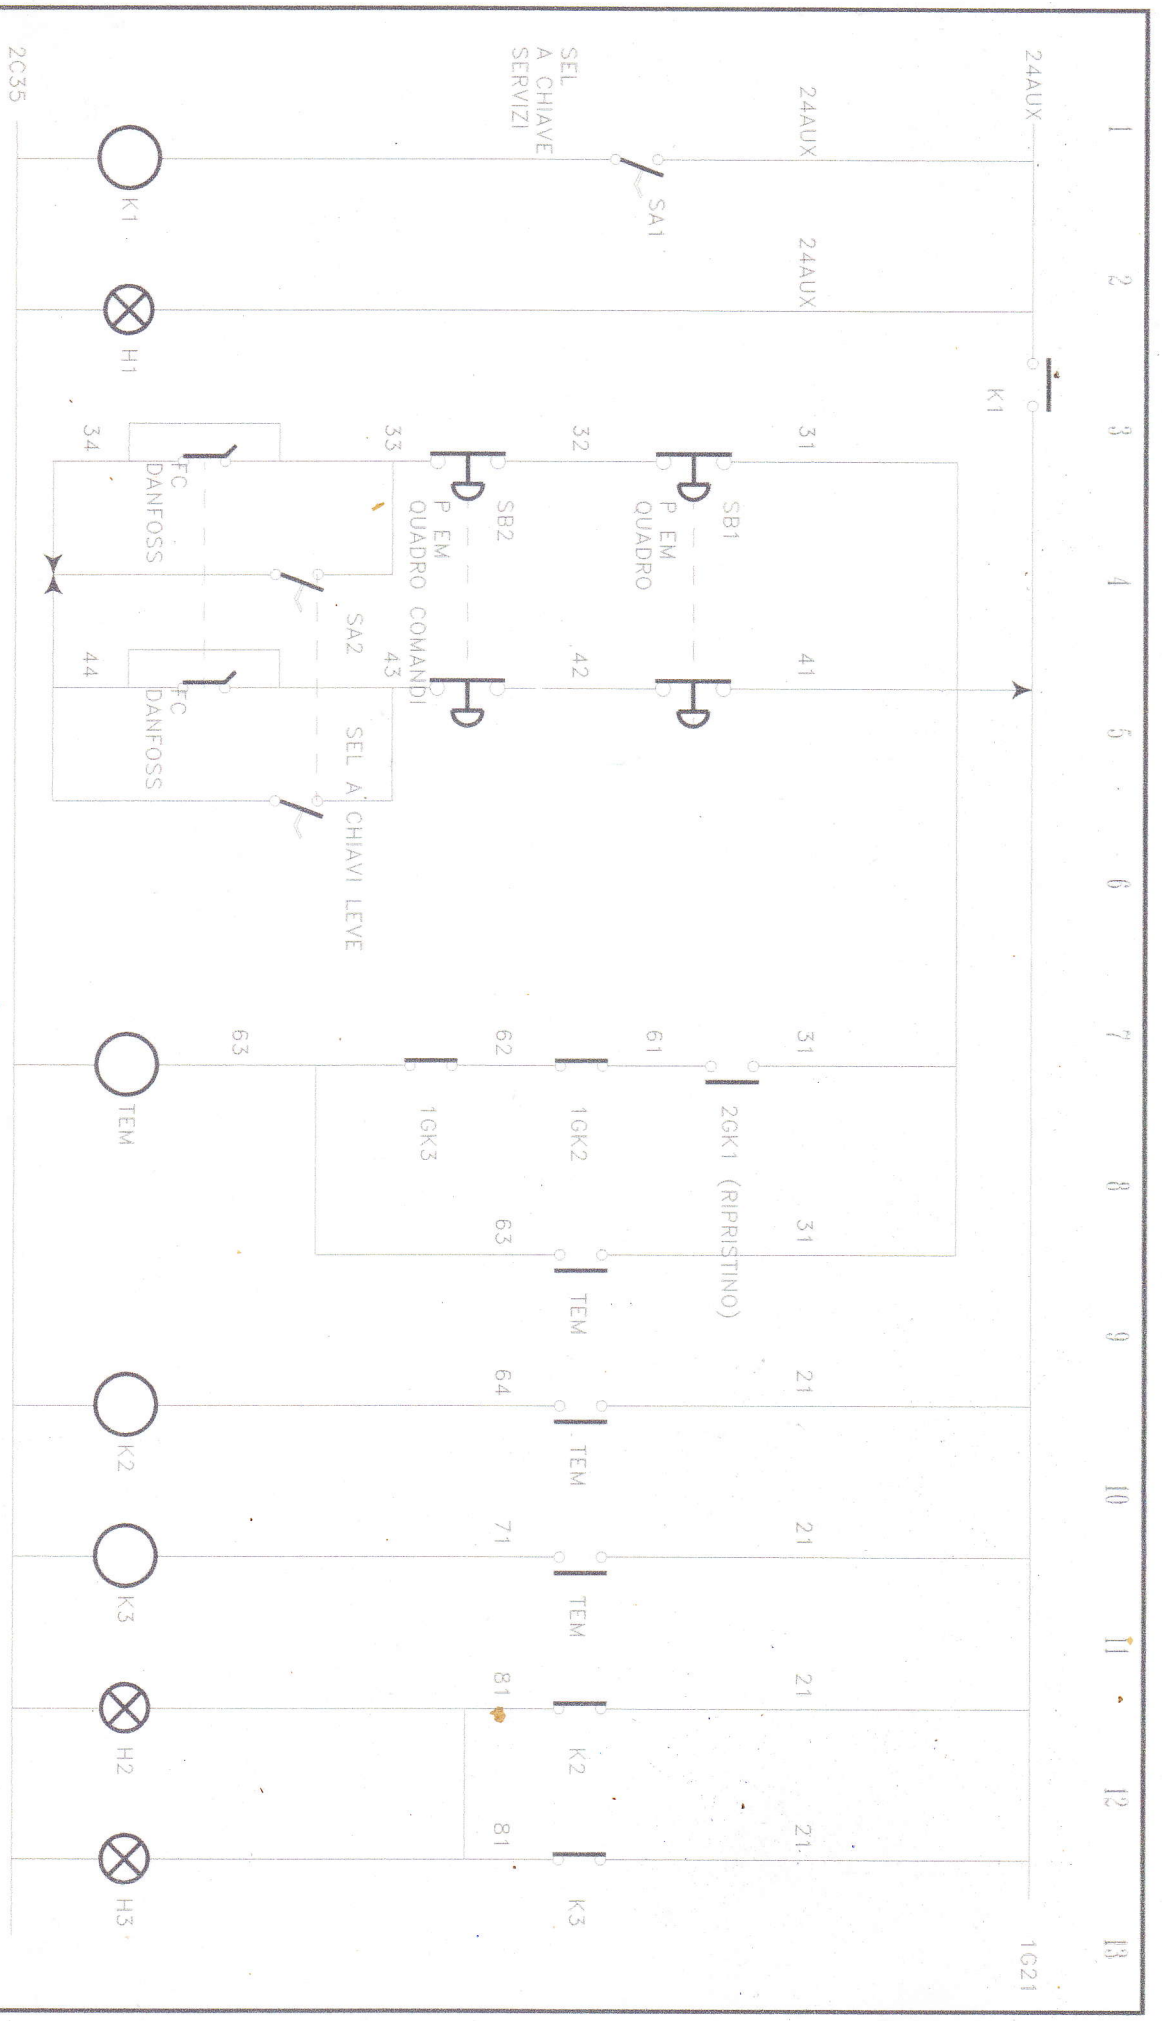 1 2 3 4 5 6 7 8 9 10 11 12 13
24AUX
1G21
K1
24AUX
24AUX
31
41
31
31
21
21
21
21
SA1
SEL
A CHIAVE
SERVIZI
SB1
P EM
QUADRO
2GK1 (RIPRISTINO)
32
42
61
1GK2
TEM
TEM
TEM
K2
K3
SB2
P EM
QUADRO COMANDI
62
63
64
71
81
81
1GK3
33
43
SA2
SEL A CHIAVI LEVE
63
FC
DANFOSS
FC
DANFOSS
34
44
K1
H1
TEM
K2
K3
H2
H3
2C35